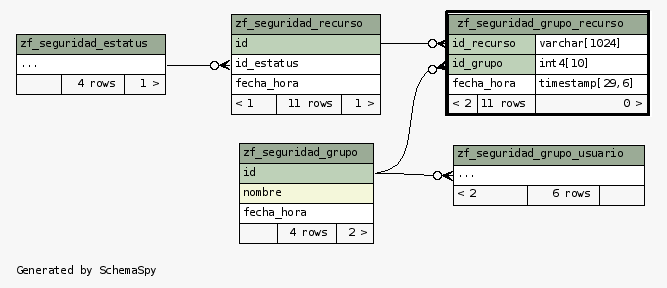 zf_seguridad_estatus
...
4 rows 1 >
zf_seguridad_recurso
id
id_estatus
fecha_hora
< 1 11 rows 1 >
zf_seguridad_grupo_recurso
id_recurso varchar[1024]
id_grupo int4[10]
fecha_hora timestamp[29,6]
< 2 11 rows 0 >
zf_seguridad_grupo
id
nombre
fecha_hora
4 rows 2 >
zf_seguridad_grupo_usuario
...
< 2 6 rows
Generated by SchemaSpy